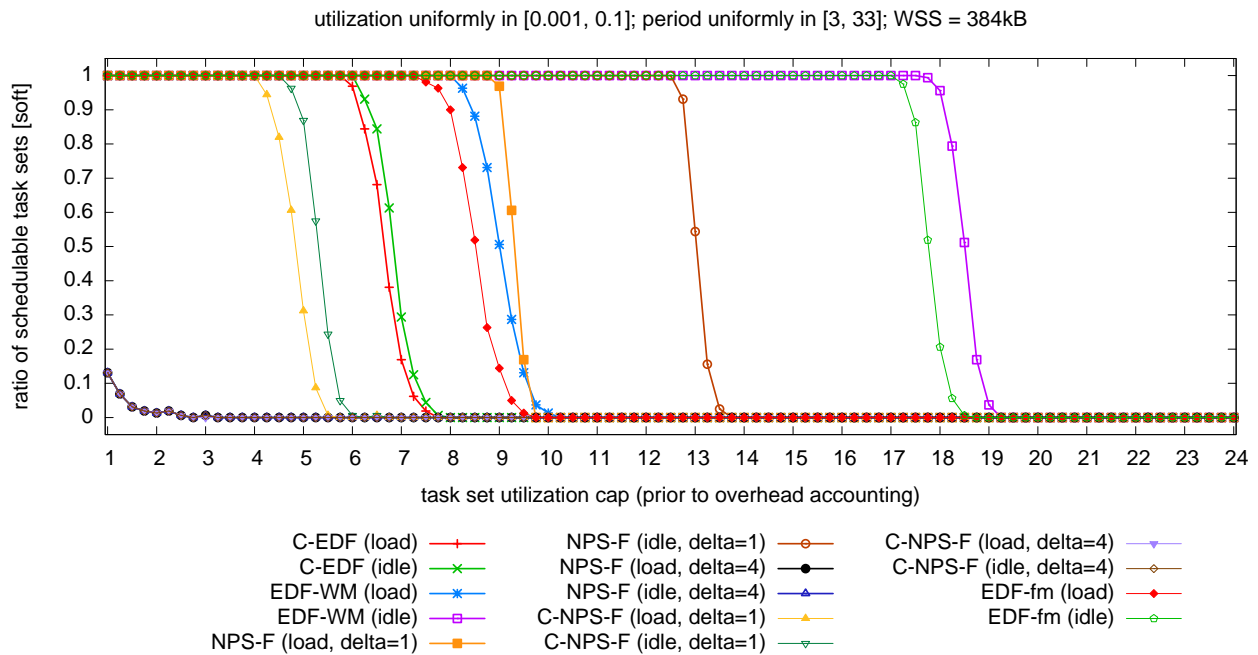 utilization uniformly in [0.001, 0.1]; period uniformly in [3, 33]; WSS = 384kB
ratio of schedulable task sets [soft]
1
0.9
0.8
0.7
0.6
0.5
0.4
0.3
0.2
0.1
0
1 2 3 4 5 6 7 8 9 10 11 12 13 14 15 16 17 18 19 20 21 22 23 24
task set utilization cap (prior to overhead accounting)
C-EDF (load)
C-EDF (idle)
EDF-WM (load)
EDF-WM (idle)
NPS-F (load, delta=1)
NPS-F (idle, delta=1)
NPS-F (load, delta=4)
NPS-F (idle, delta=4)
C-NPS-F (load, delta=1)
C-NPS-F (idle, delta=1)
C-NPS-F (load, delta=4)
C-NPS-F (idle, delta=4)
EDF-fm (load)
EDF-fm (idle)